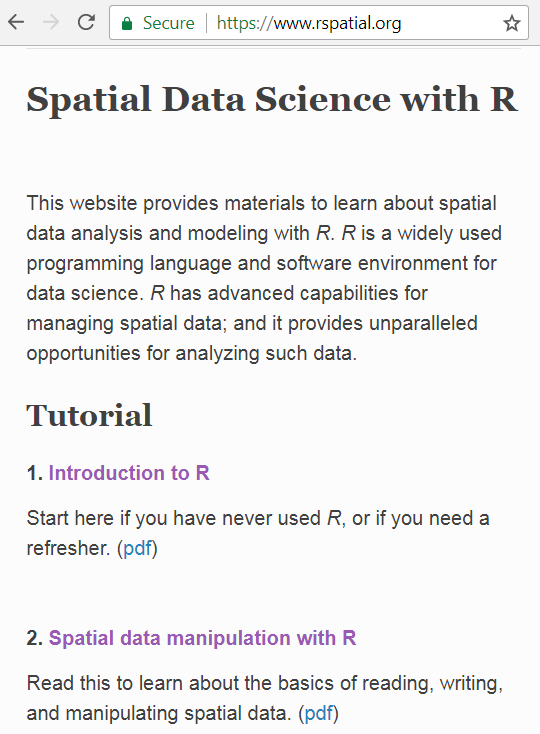 Secure | https://www.rspatial.org
Spatial Data Science with R
This website provides materials to learn about spatial
data analysis and modeling with R. R is a widely used
programming language and software environment for
data science. R has advanced capabilities for
managing spatial data; and it provides unparalleled
opportunities for analyzing such data.
Tutorial
1. Introduction to R
Start here if you have never used R, or if you need a
refresher. (pdf)
2. Spatial data manipulation with R
Read this to learn about the basics of reading, writing,
and manipulating spatial data. (pdf)